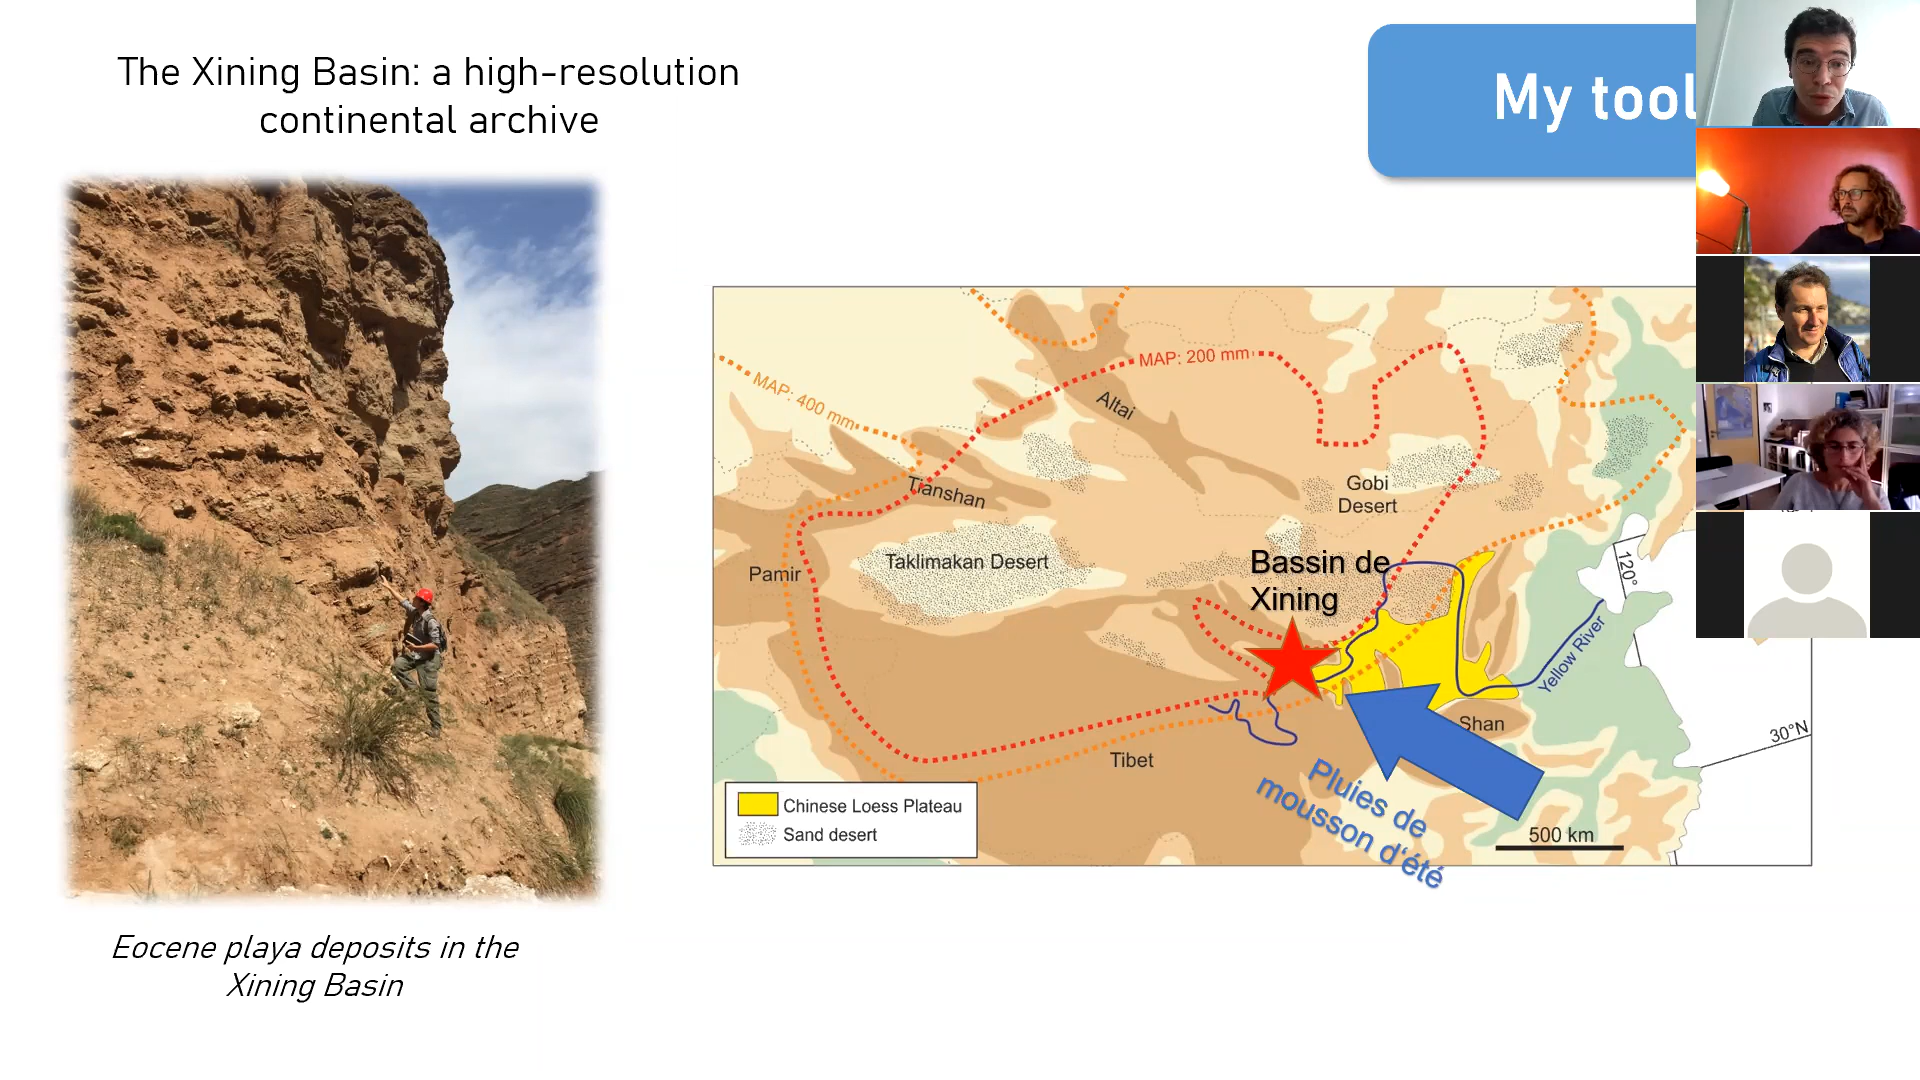 The Xining Basin: a high-resolution
continental archive
My tool
MAP: 400 mm
MAP: 200 mm
Altai
Tianshan
Gobi
Desert
Taklimakan Desert
Pamir
Bassin de
Xining
120°
Yellow River
Shan
30°N
Tibet
Pluies de
mousson d'été
500 km
Chinese Loess Plateau
Sand desert
Eocene playa deposits in the
Xining Basin